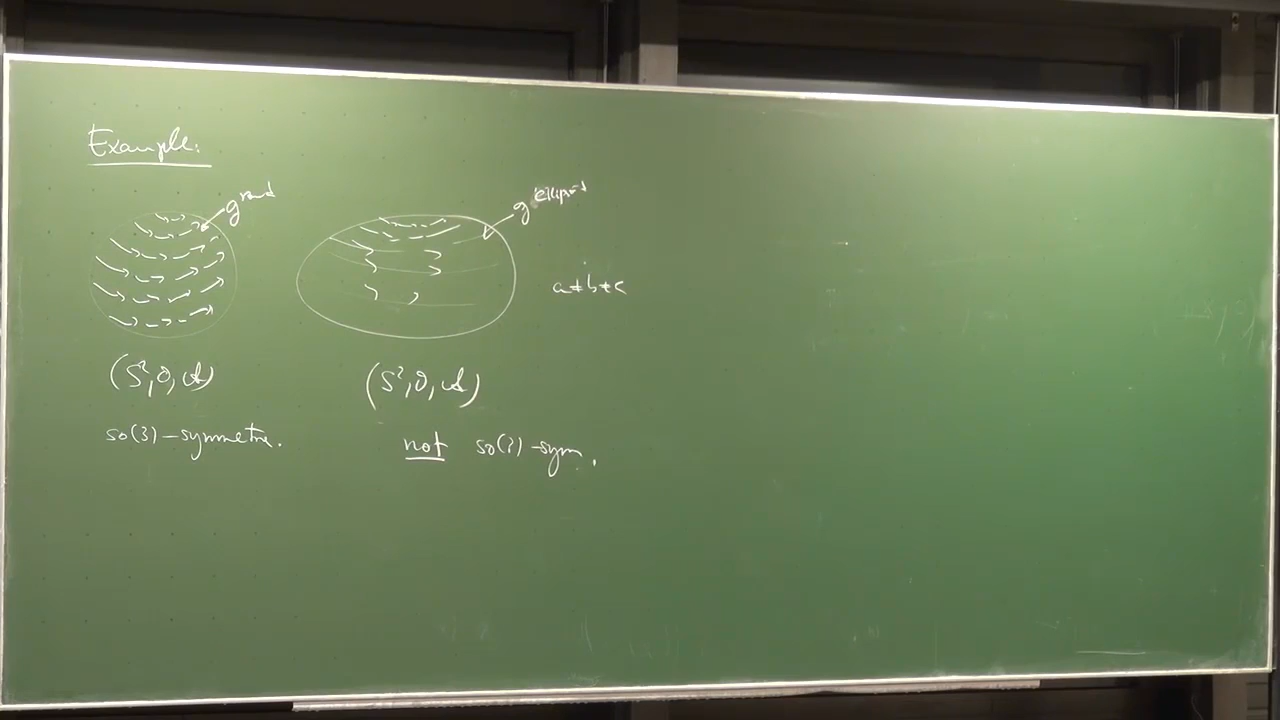 Example:
g^round
g^ellipsoid
a≠b≠c
(S², O, A)
(S², O, A)
so(3)-symmetric.
not so(3)-sym.